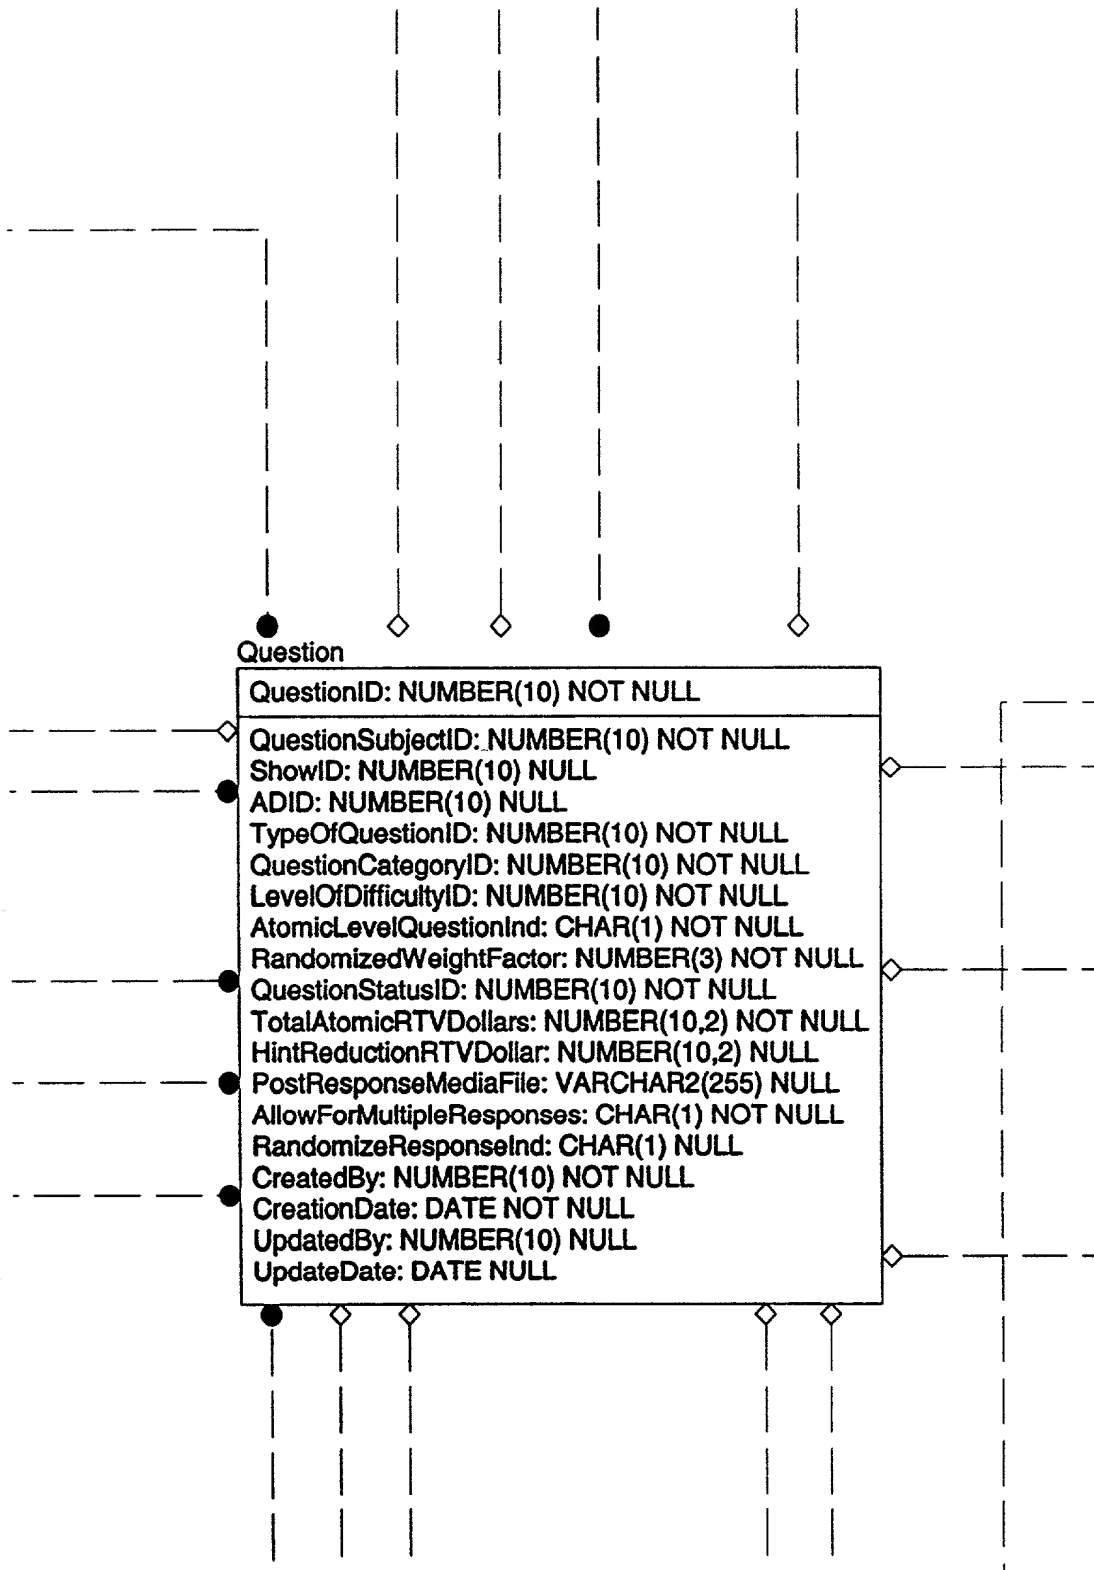 Question
QuestionID: NUMBER(10) NOT NULL
QuestionSubjectID: NUMBER(10) NOT NULL
ShowID: NUMBER(10) NULL
ADID: NUMBER(10) NULL
TypeOfQuestionID: NUMBER(10) NOT NULL
QuestionCategoryID: NUMBER(10) NOT NULL
LevelOfDifficultyID: NUMBER(10) NOT NULL
AtomicLevelQuestionInd: CHAR(1) NOT NULL
RandomizedWeightFactor: NUMBER(3) NOT NULL
QuestionStatusID: NUMBER(10) NOT NULL
TotalAtomicRTVDollars: NUMBER(10,2) NOT NULL
HintReductionRTVDollar: NUMBER(10,2) NULL
PostResponseMediaFile: VARCHAR2(255) NULL
AllowForMultipleResponses: CHAR(1) NOT NULL
RandomizeResponseInd: CHAR(1) NULL
CreatedBy: NUMBER(10) NOT NULL
CreationDate: DATE NOT NULL
UpdatedBy: NUMBER(10) NULL
UpdateDate: DATE NULL